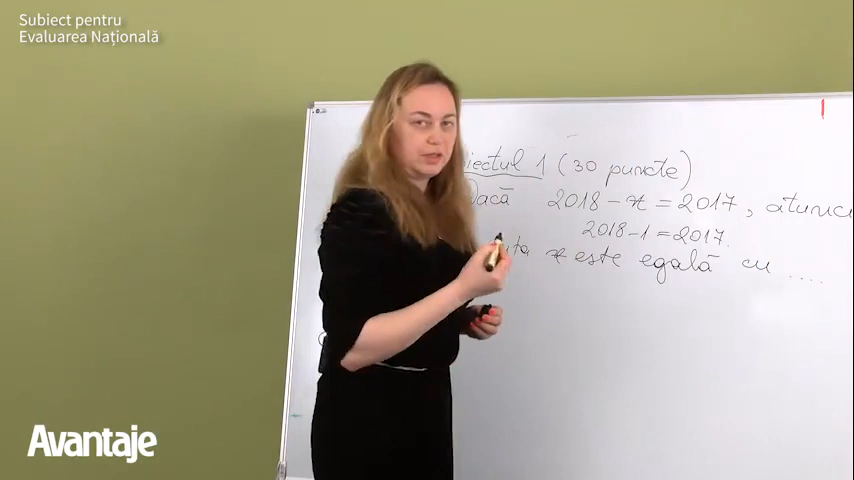 Subiect pentru
Evaluarea Națională
iectul 1 (30 puncte)
Dacă 2018 - x = 2017, atunci
2018-1 = 2017.
x este egală cu ....
Avantaje